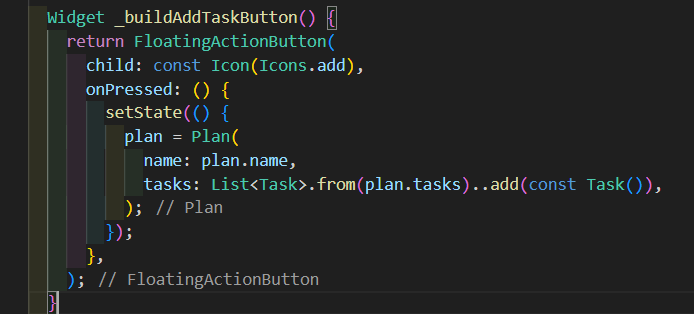 Widget _buildAddTaskButton() {
  return FloatingActionButton(
    child: const Icon(Icons.add),
    onPressed: () {
      setState(() {
        plan = Plan(
          name: plan.name,
          tasks: List<Task>.from(plan.tasks)..add(const Task()),
        ); // Plan
      });
    },
  ); // FloatingActionButton
}